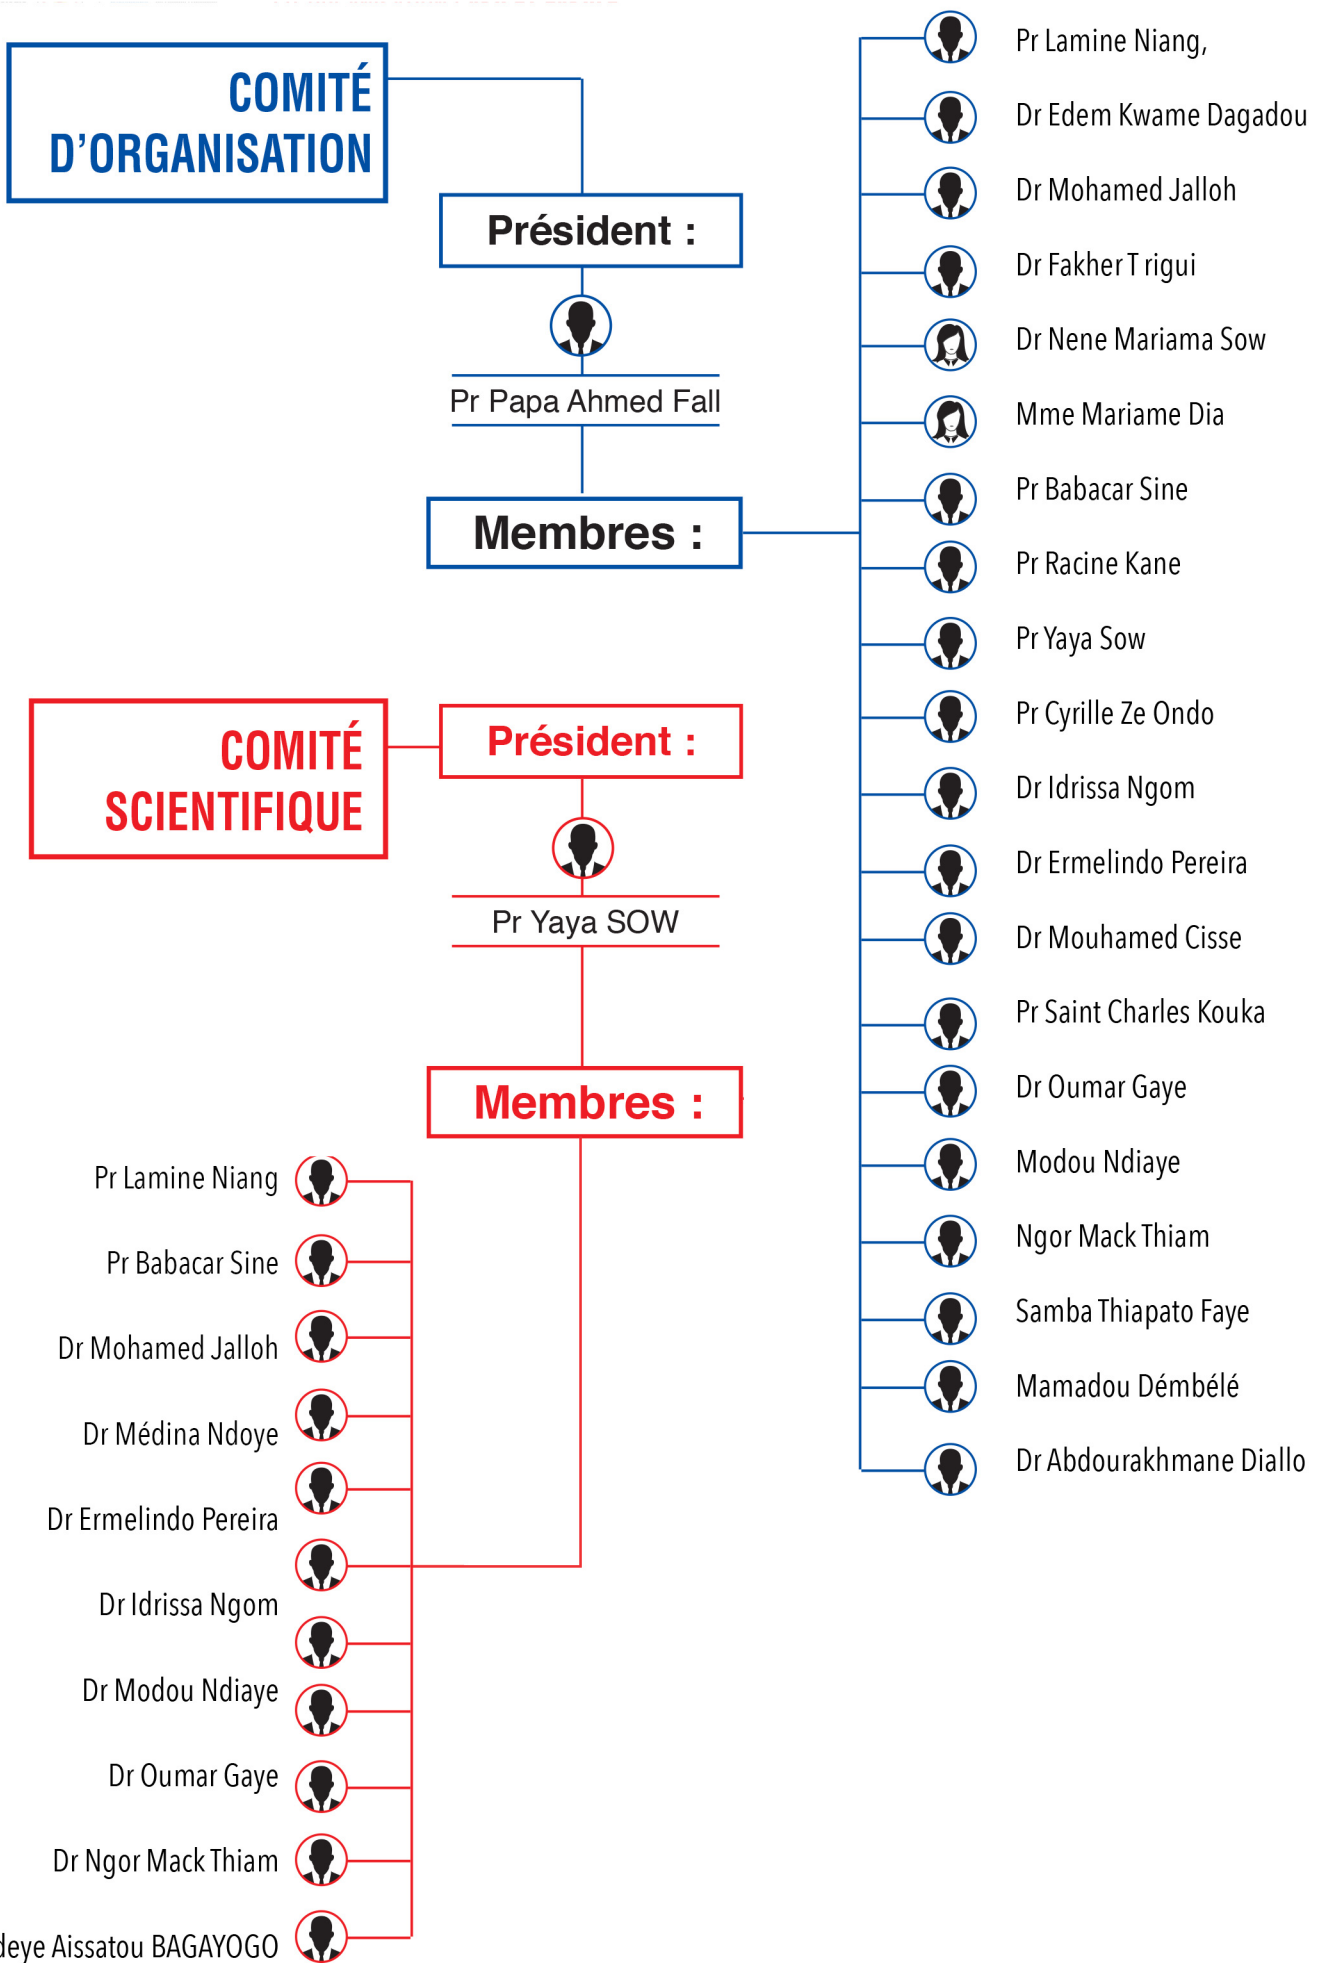 COMITÉ
D’ORGANISATION
Président :
Pr Papa Ahmed Fall
Membres :
Pr Lamine Niang,
Dr Edem Kwame Dagadou
Dr Mohamed Jalloh
Dr Fakher T rigui
Dr Nene Mariama Sow
Mme Mariame Dia
Pr Babacar Sine
Pr Racine Kane
Pr Yaya Sow
Pr Cyrille Ze Ondo
Dr Idrissa Ngom
Dr Ermelindo Pereira
Dr Mouhamed Cisse
Pr Saint Charles Kouka
Dr Oumar Gaye
Modou Ndiaye
Ngor Mack Thiam
Samba Thiapato Faye
Mamadou Démbélé
Dr Abdourakhmane Diallo
COMITÉ
SCIENTIFIQUE
Président :
Pr Yaya SOW
Membres :
Pr Lamine Niang
Pr Babacar Sine
Dr Mohamed Jalloh
Dr Médina Ndoye
Dr Ermelindo Pereira
Dr Idrissa Ngom
Dr Modou Ndiaye
Dr Oumar Gaye
Dr Ngor Mack Thiam
Aissatou BAGAYOGO